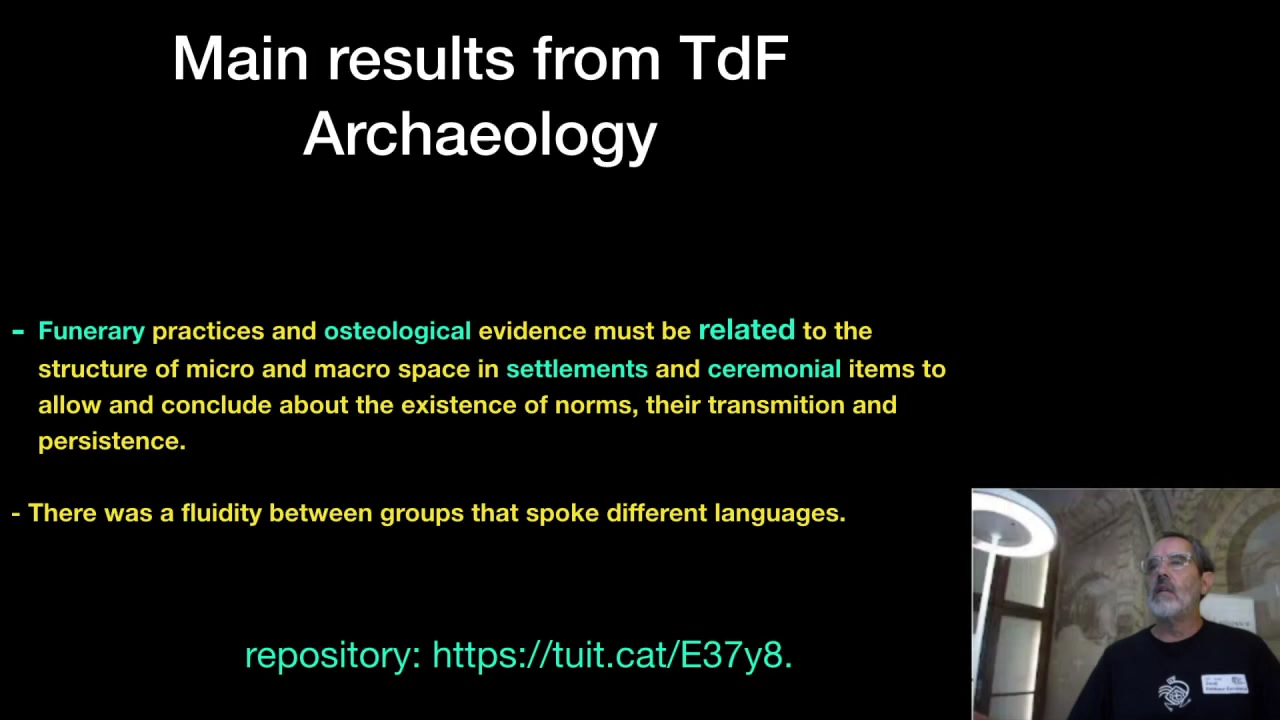 Main results from TdF
Archaeology
- Funerary practices and osteological evidence must be related to the
structure of micro and macro space in settlements and ceremonial items to
allow and conclude about the existence of norms, their transmition and
persistence.
- There was a fluidity between groups that spoke different languages.
repository: https://tuit.cat/E37y8.